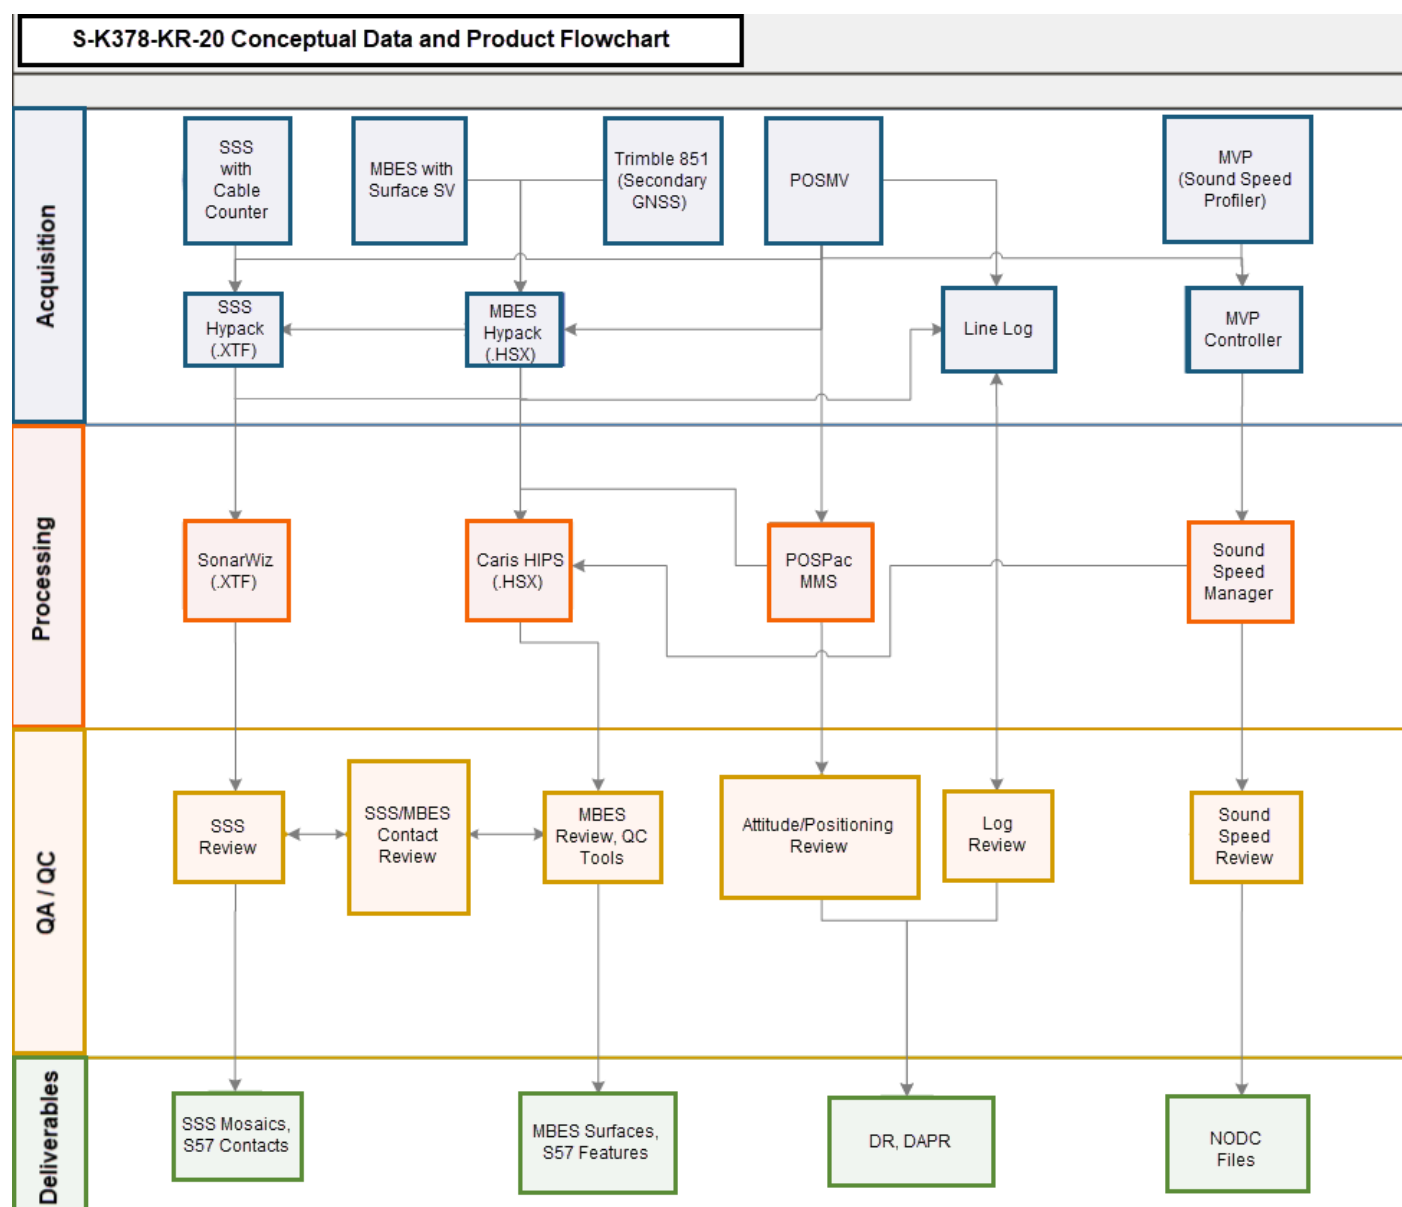 S-K378-KR-20 Conceptual Data and Product Flowchart
Acquisition
SSS
with
Cable
Counter
MBES with
Surface SV
Trimble 851
(Secondary
GNSS)
POSMV
MVP
(Sound Speed
Profiler)
SSS
Hypack
(.XTF)
MBES
Hypack
(.HSX)
Line Log
MVP
Controller
Processing
SonarWiz
(.XTF)
Caris HIPS
(.HSX)
POSPac
MMS
Sound
Speed
Manager
QA / QC
SSS
Review
SSS/MBES
Contact
Review
MBES
Review, QC
Tools
Attitude/Positioning
Review
Log
Review
Sound
Speed
Review
Deliverables
SSS Mosaics,
S57 Contacts
MBES Surfaces,
S57 Features
DR, DAPR
NODC
Files